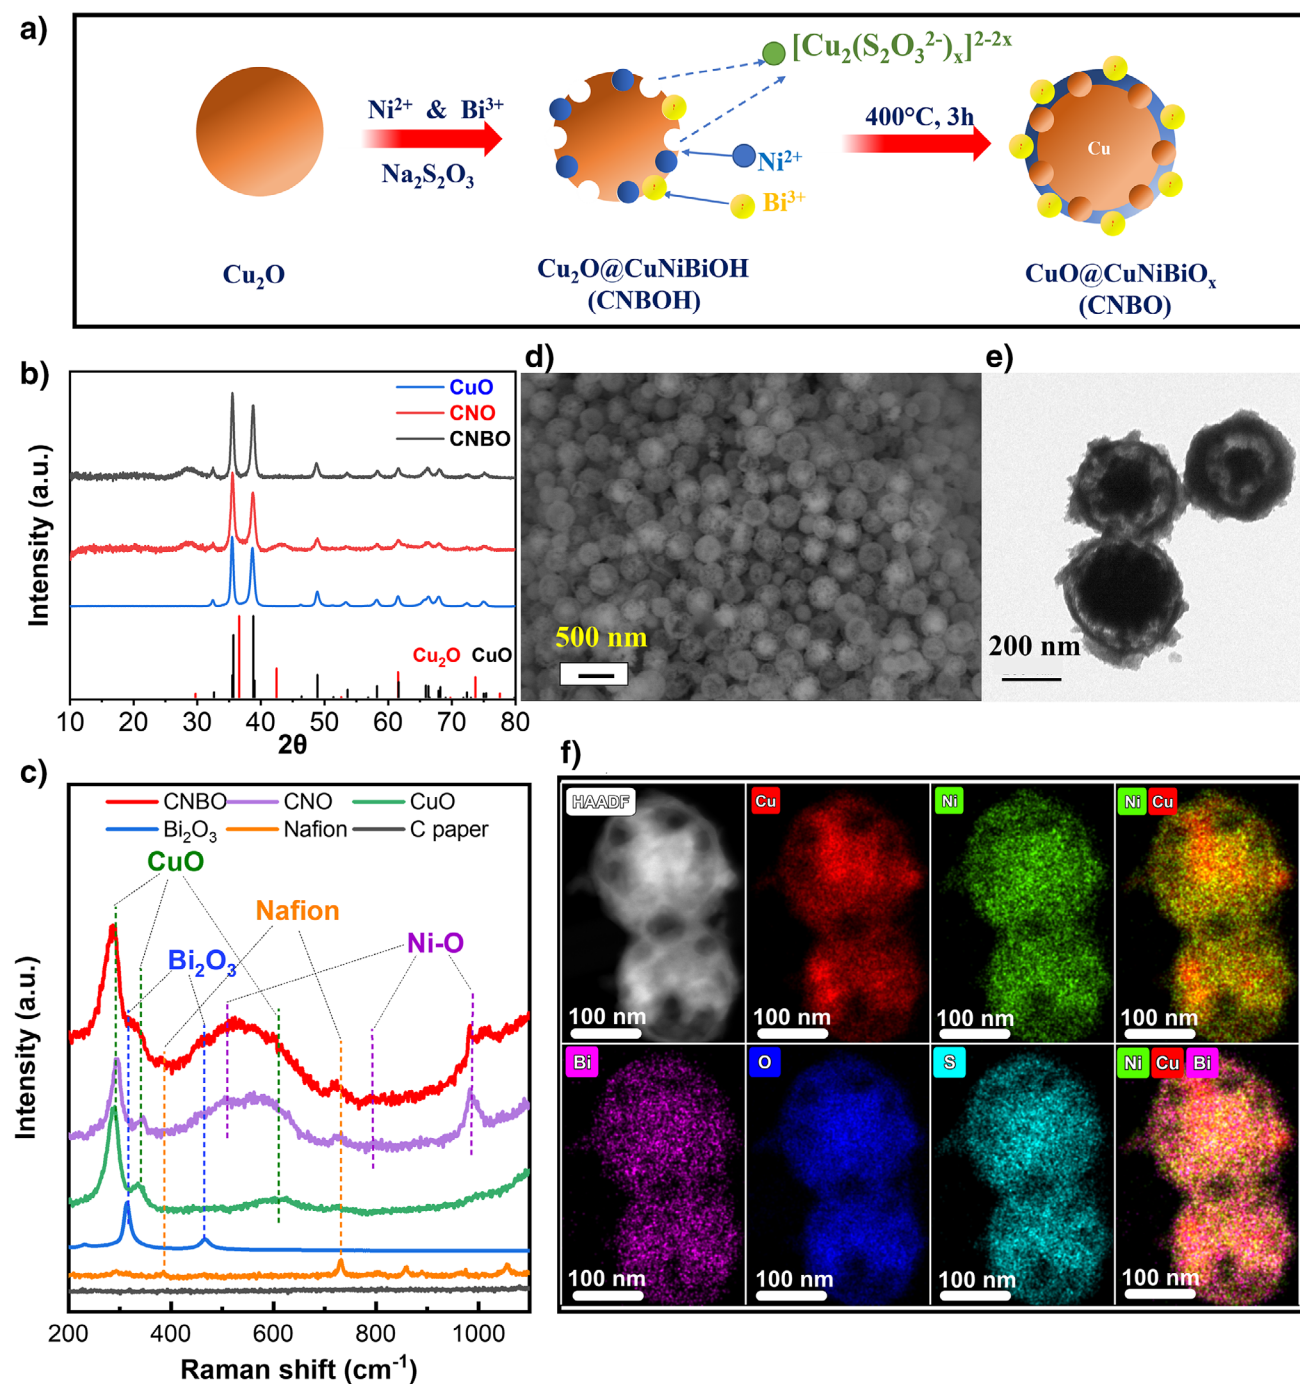 a)
[Cu₂(S₂O₃²⁻)ₓ]²⁻²ˣ
Ni²⁺ & Bi³⁺
Na₂S₂O₃
400°C, 3h
Cu
Ni²⁺
Bi³⁺
Cu₂O
Cu₂O@CuNiBiOH
(CNBOH)
CuO@CuNiBiOₓ
(CNBO)
b)
CuO
CNO
CNBO
Cu₂O CuO
Intensity (a.u.)
10 20 30 40 50 60 70 80
2θ
d)
500 nm
e)
200 nm
c)
CNBO CNO CuO
Bi₂O₃ Nafion C paper
CuO
Nafion
Ni-O
Bi₂O₃
Intensity (a.u.)
200 400 600 800 1000
Raman shift (cm⁻¹)
f)
HAADF
100 nm
Cu
100 nm
Ni
100 nm
Ni Cu
100 nm
Bi
100 nm
O
100 nm
S
100 nm
Ni Cu Bi
100 nm